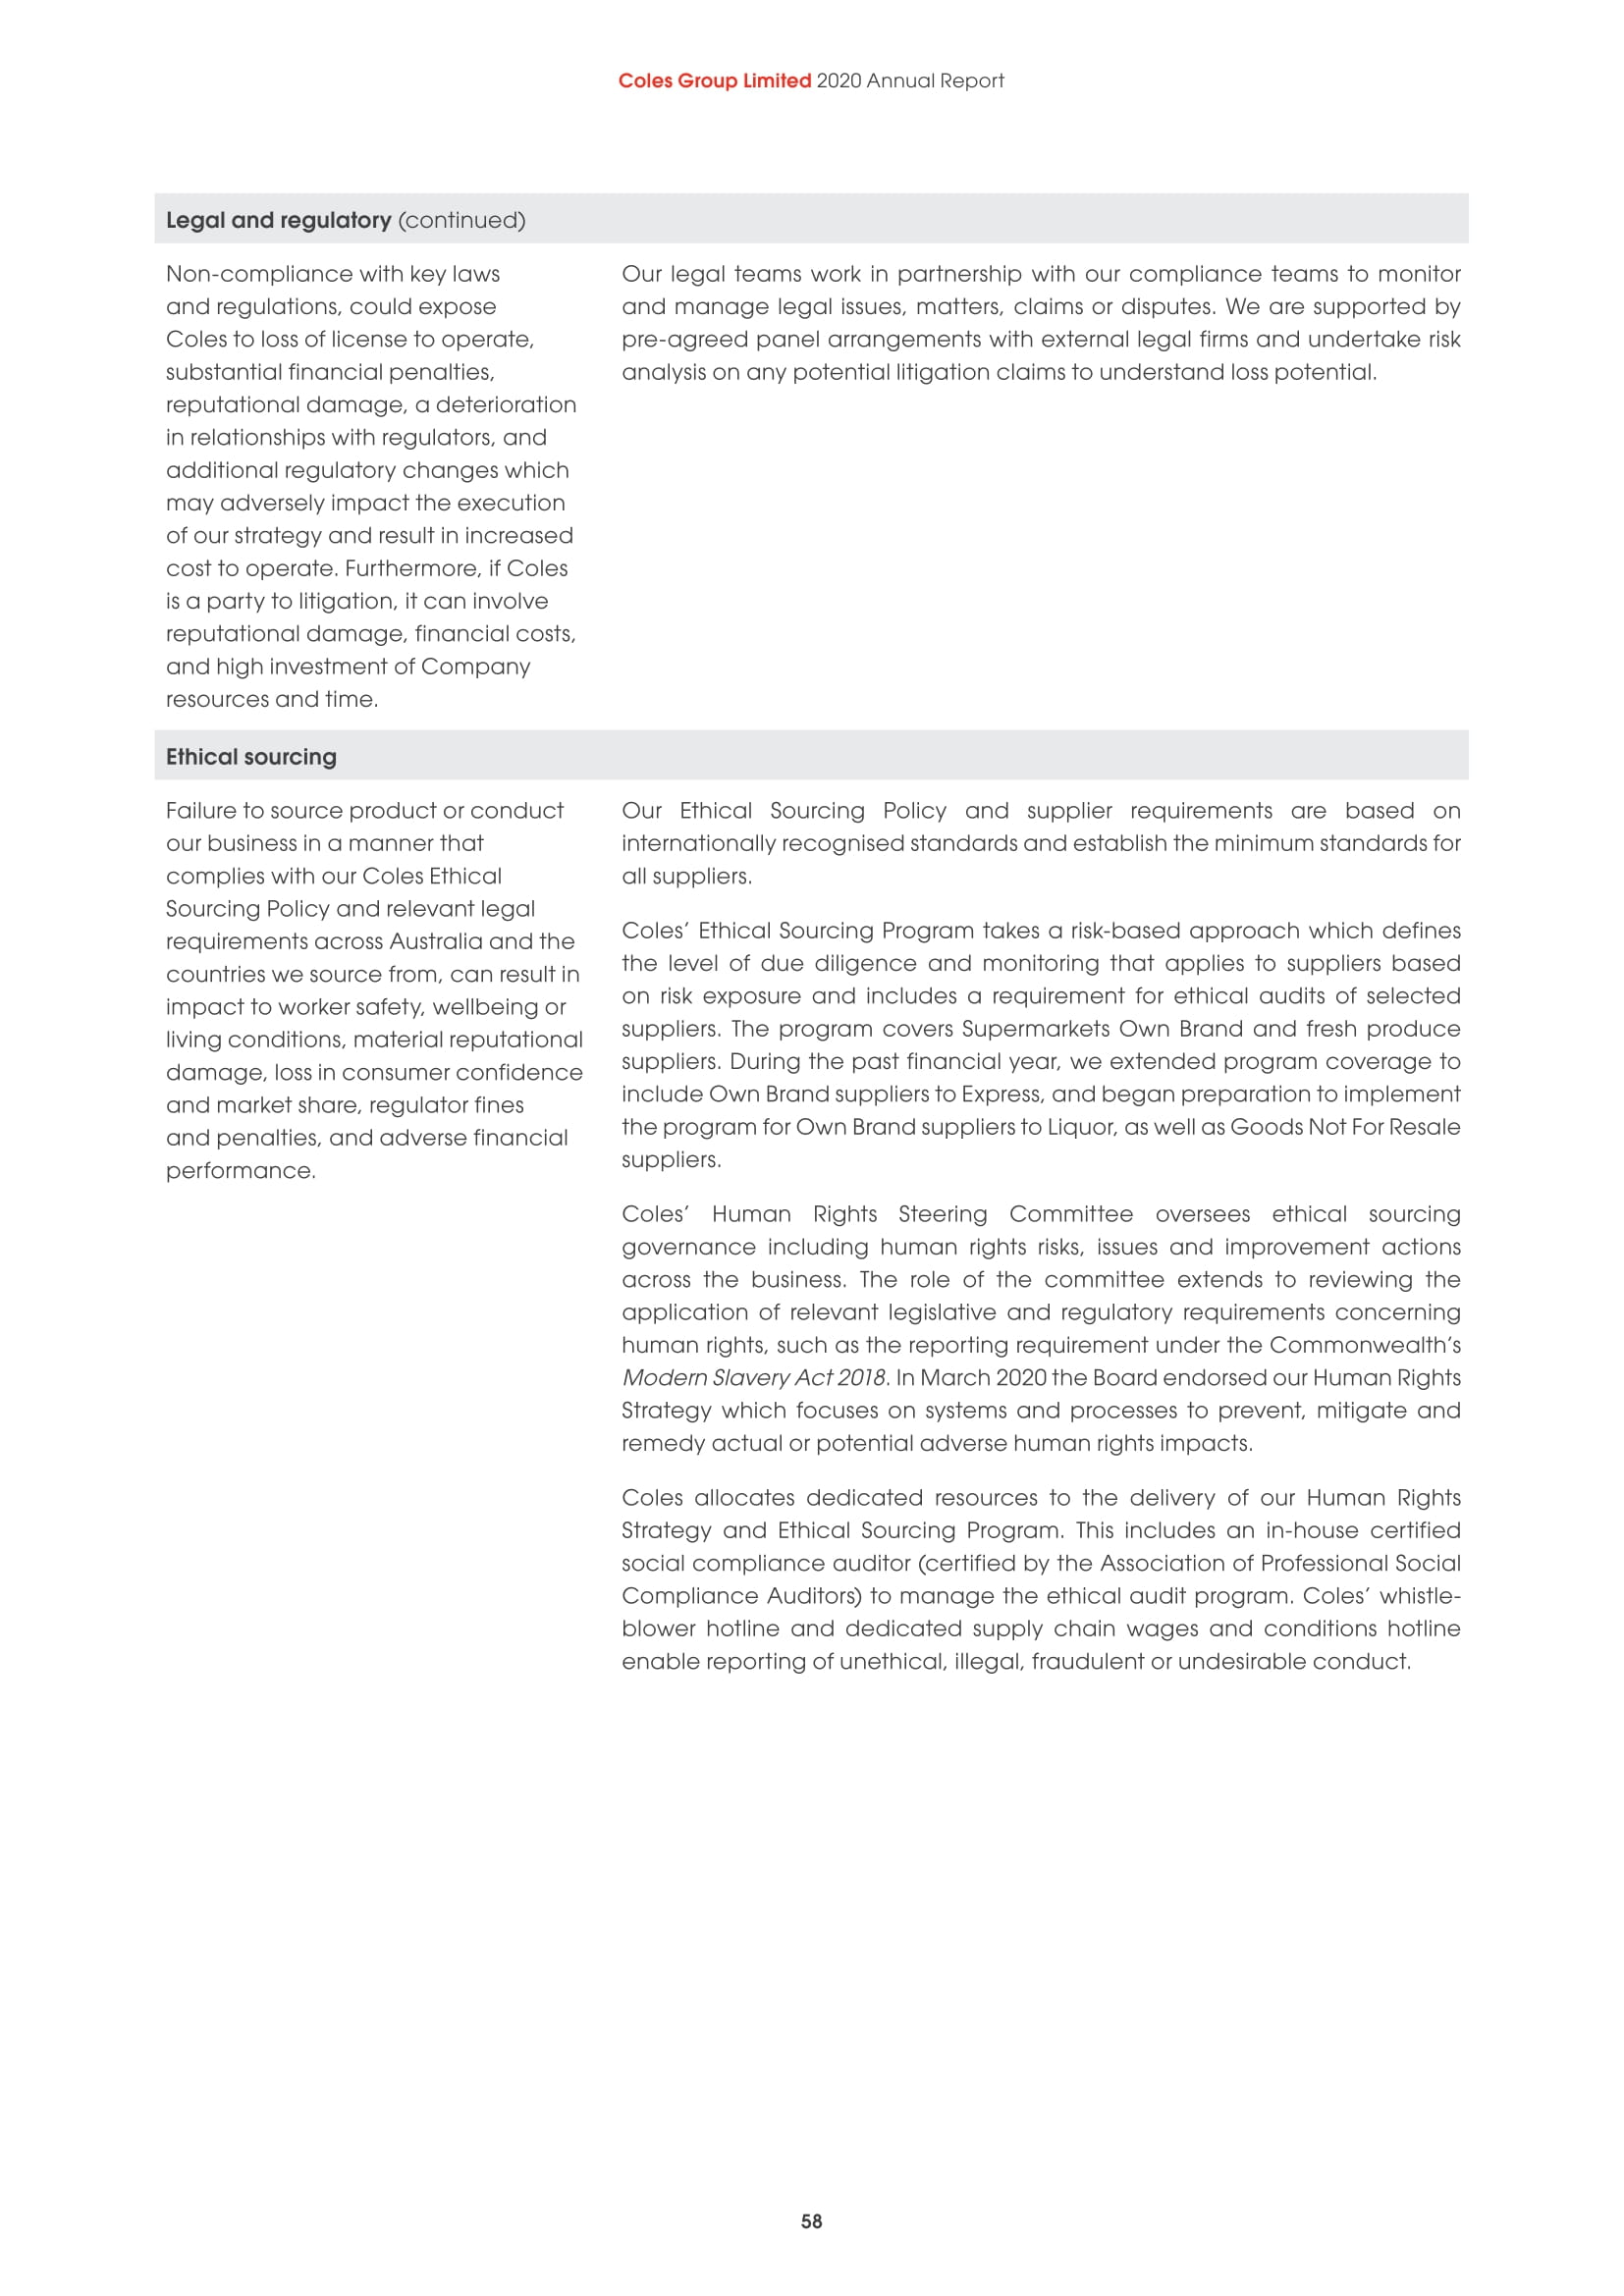 Coles Group Limited 2020 Annual Report
Legal and regulatory (continued)
Non-compliance with key laws
and regulations, could expose
Coles to loss of license to operate,
substantial financial penalties,
reputational damage, a deterioration
in relationships with regulators, and
additional regulatory changes which
may adversely impact the execution
of our strategy and result in increased
cost to operate. Furthermore, if Coles
is a party to litigation, it can involve
reputational damage, financial costs,
and high investment of Company
resources and time.
Our legal teams work in partnership with our compliance teams to monitor
and manage legal issues, matters, claims or disputes. We are supported by
pre-agreed panel arrangements with external legal firms and undertake risk
analysis on any potential litigation claims to understand loss potential.
Ethical sourcing
Failure to source product or conduct
our business in a manner that
complies with our Coles Ethical
Sourcing Policy and relevant legal
requirements across Australia and the
countries we source from, can result in
impact to worker safety, wellbeing or
living conditions, material reputational
damage, loss in consumer confidence
and market share, regulator fines
and penalties, and adverse financial
performance.
Our Ethical Sourcing Policy and supplier requirements are based on
internationally recognised standards and establish the minimum standards for
all suppliers.
Coles’ Ethical Sourcing Program takes a risk-based approach which defines
the level of due diligence and monitoring that applies to suppliers based
on risk exposure and includes a requirement for ethical audits of selected
suppliers. The program covers Supermarkets Own Brand and fresh produce
suppliers. During the past financial year, we extended program coverage to
include Own Brand suppliers to Express, and began preparation to implement
the program for Own Brand suppliers to Liquor, as well as Goods Not For Resale
suppliers.
Coles’ Human Rights Steering Committee oversees ethical sourcing
governance including human rights risks, issues and improvement actions
across the business. The role of the committee extends to reviewing the
application of relevant legislative and regulatory requirements concerning
human rights, such as the reporting requirement under the Commonwealth’s
Modern Slavery Act 2018. In March 2020 the Board endorsed our Human Rights
Strategy which focuses on systems and processes to prevent, mitigate and
remedy actual or potential adverse human rights impacts.
Coles allocates dedicated resources to the delivery of our Human Rights
Strategy and Ethical Sourcing Program. This includes an in-house certified
social compliance auditor (certified by the Association of Professional Social
Compliance Auditors) to manage the ethical audit program. Coles’ whistle-
blower hotline and dedicated supply chain wages and conditions hotline
enable reporting of unethical, illegal, fraudulent or undesirable conduct.
58